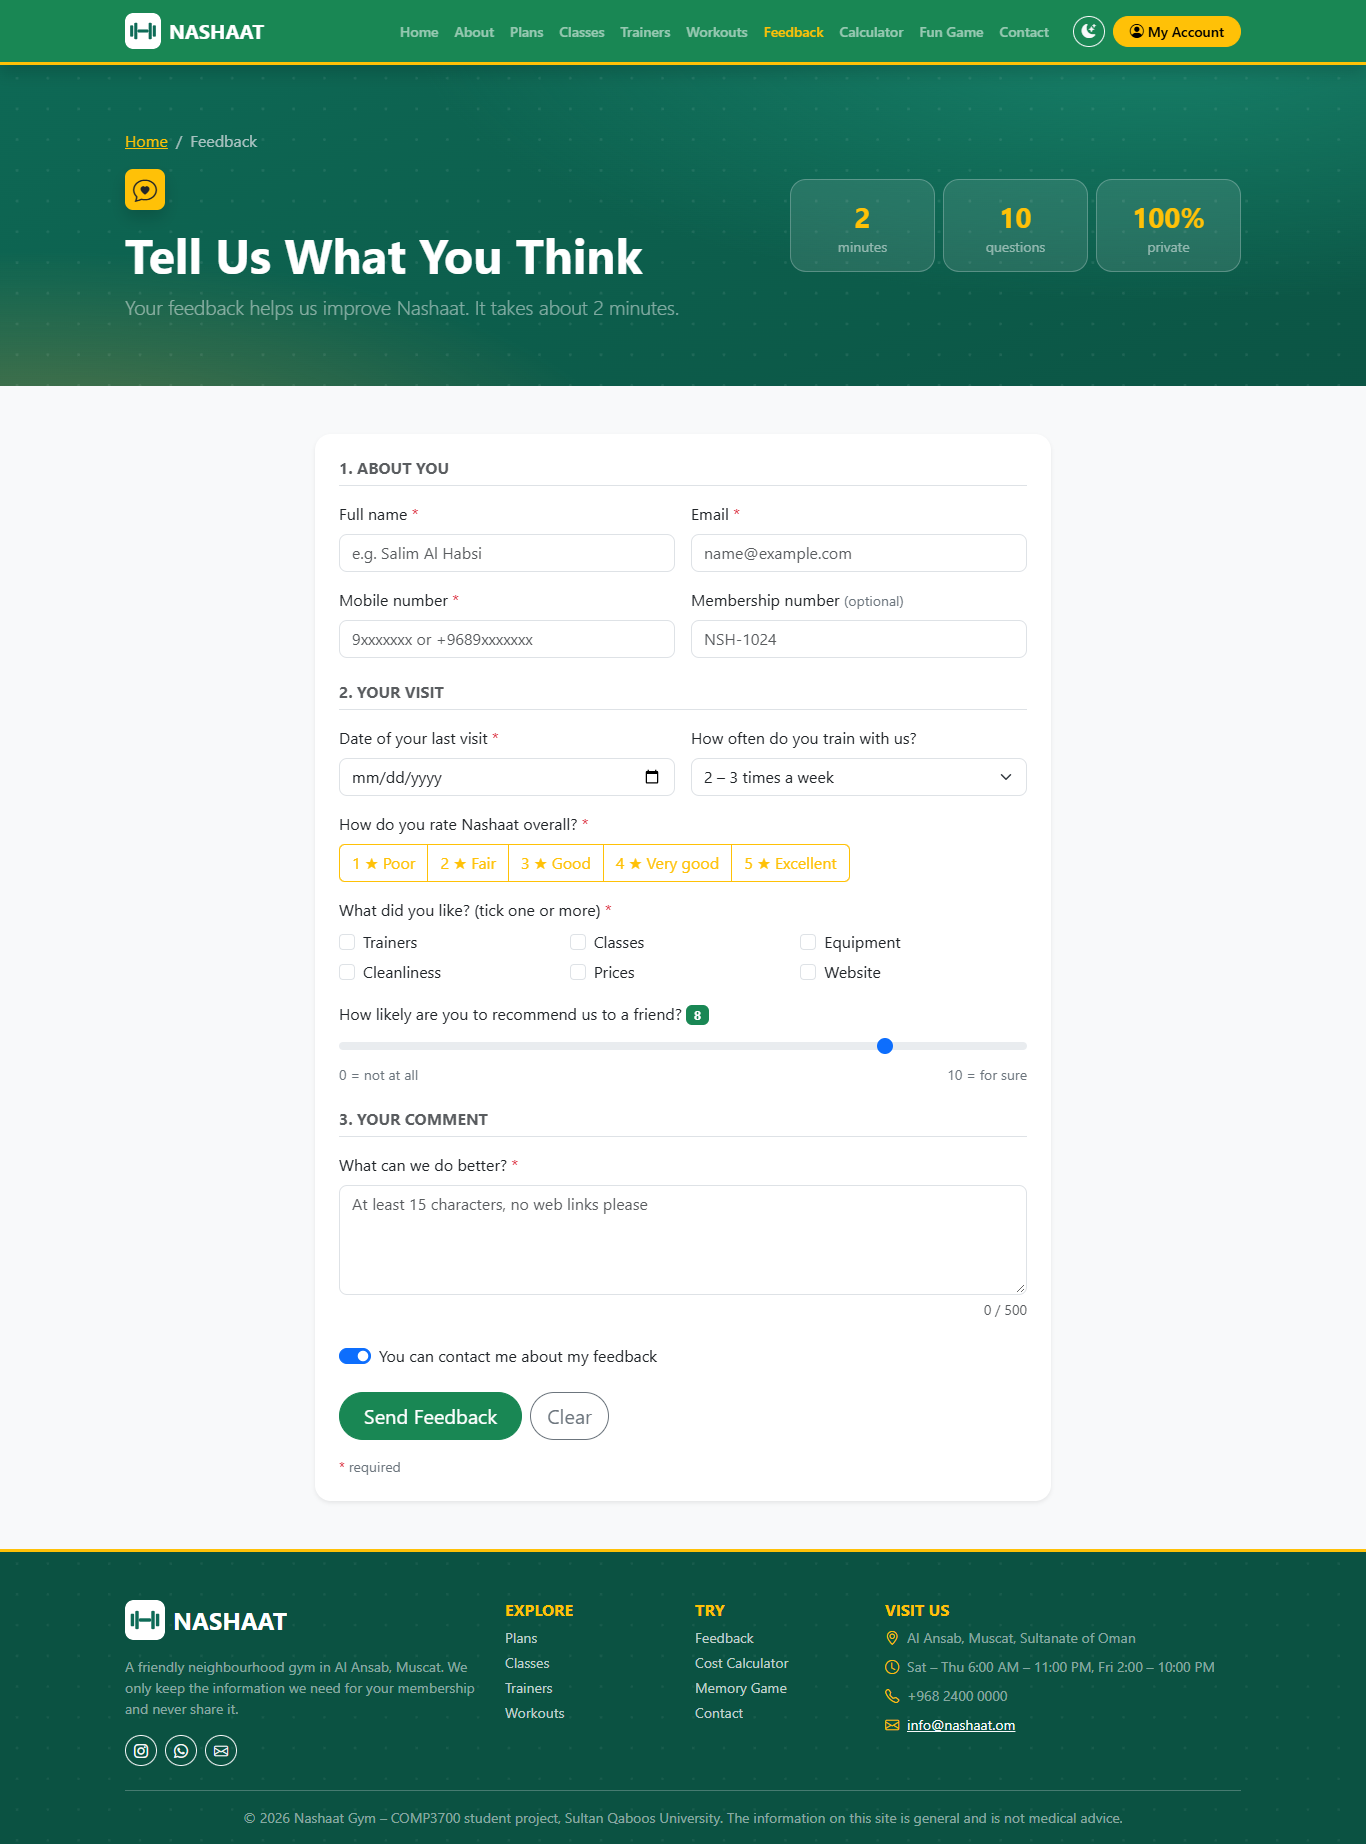 NASHAAT
Home About Plans Classes Trainers Workouts Feedback Calculator Fun Game Contact My Account
Home / Feedback
Tell Us What You Think
Your feedback helps us improve Nashaat. It takes about 2 minutes.
2
minutes
10
questions
100%
private
1. ABOUT YOU
Full name *
e.g. Salim Al Habsi
Email *
name@example.com
Mobile number *
9xxxxxxx or +9689xxxxxxx
Membership number (optional)
NSH-1024
2. YOUR VISIT
Date of your last visit *
mm/dd/yyyy
How often do you train with us?
2 – 3 times a week
How do you rate Nashaat overall? *
1 ★ Poor 2 ★ Fair 3 ★ Good 4 ★ Very good 5 ★ Excellent
What did you like? (tick one or more) *
Trainers Classes Equipment
Cleanliness Prices Website
How likely are you to recommend us to a friend? 8
0 = not at all 10 = for sure
3. YOUR COMMENT
What can we do better? *
At least 15 characters, no web links please
0 / 500
You can contact me about my feedback
Send Feedback Clear
* required
NASHAAT
A friendly neighbourhood gym in Al Ansab, Muscat. We
only keep the information we need for your membership
and never share it.
EXPLORE
Plans
Classes
Trainers
Workouts
TRY
Feedback
Cost Calculator
Memory Game
Contact
VISIT US
Al Ansab, Muscat, Sultanate of Oman
Sat – Thu 6:00 AM – 11:00 PM, Fri 2:00 – 10:00 PM
+968 2400 0000
info@nashaat.om
© 2026 Nashaat Gym – COMP3700 student project, Sultan Qaboos University. The information on this site is general and is not medical advice.